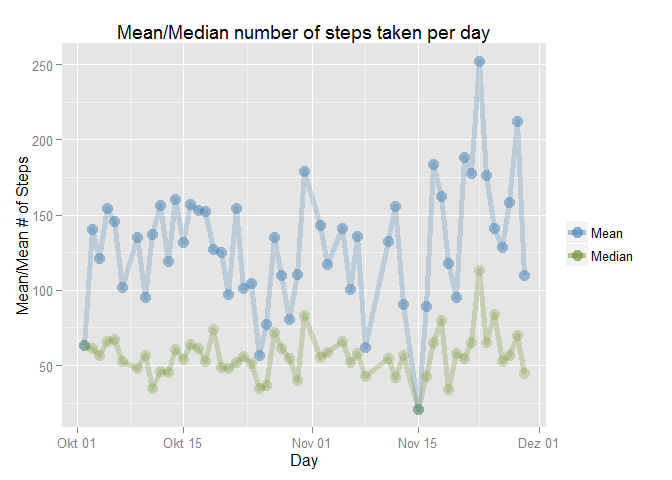 Mean/Median number of steps taken per day
Mean/Mean # of Steps
250
200
150
100
50
Okt 01
Okt 15
Nov 01
Nov 15
Dez 01
Day
Mean
Median